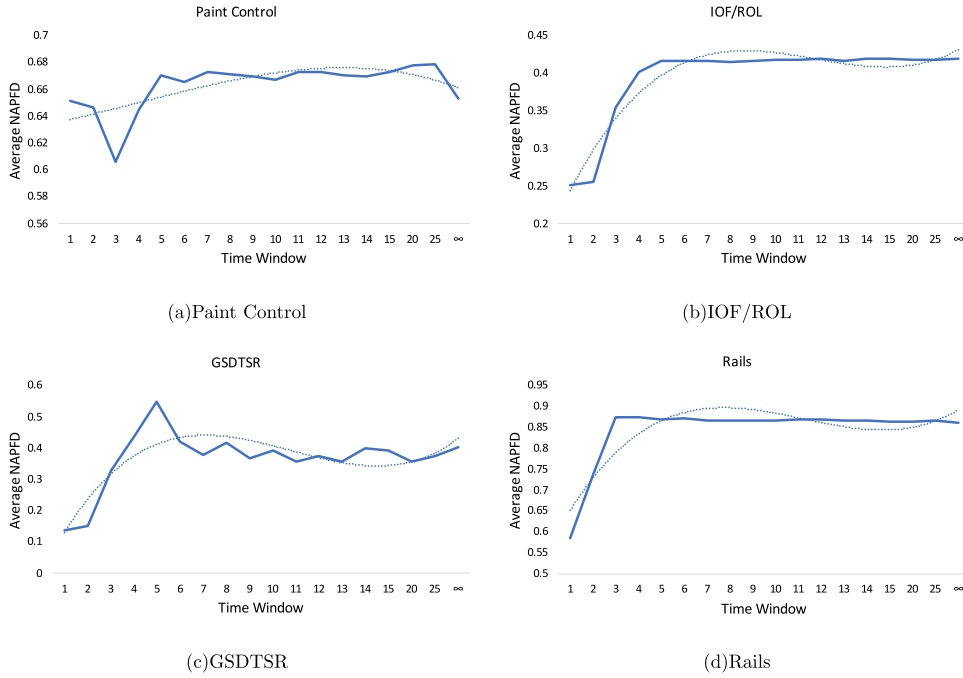 Paint Control
Average NAPFD
0.7
0.68
0.66
0.64
0.62
0.6
0.58
0.56
1 2 3 4 5 6 7 8 9 10 11 12 13 14 15 20 25 ∞
Time Window
(a)Paint Control
IOF/ROL
Average NAPFD
0.45
0.4
0.35
0.3
0.25
0.2
1 2 3 4 5 6 7 8 9 10 11 12 13 14 15 20 25 ∞
Time Window
(b)IOF/ROL
GSDTSR
Average NAPFD
0.6
0.5
0.4
0.3
0.2
0.1
0
1 2 3 4 5 6 7 8 9 10 11 12 13 14 15 20 25 ∞
Time Window
(c)GSDTSR
Rails
Average NAPFD
0.95
0.9
0.85
0.8
0.75
0.7
0.65
0.6
0.55
0.5
1 2 3 4 5 6 7 8 9 10 11 12 13 14 15 20 25 ∞
Time Window
(d)Rails